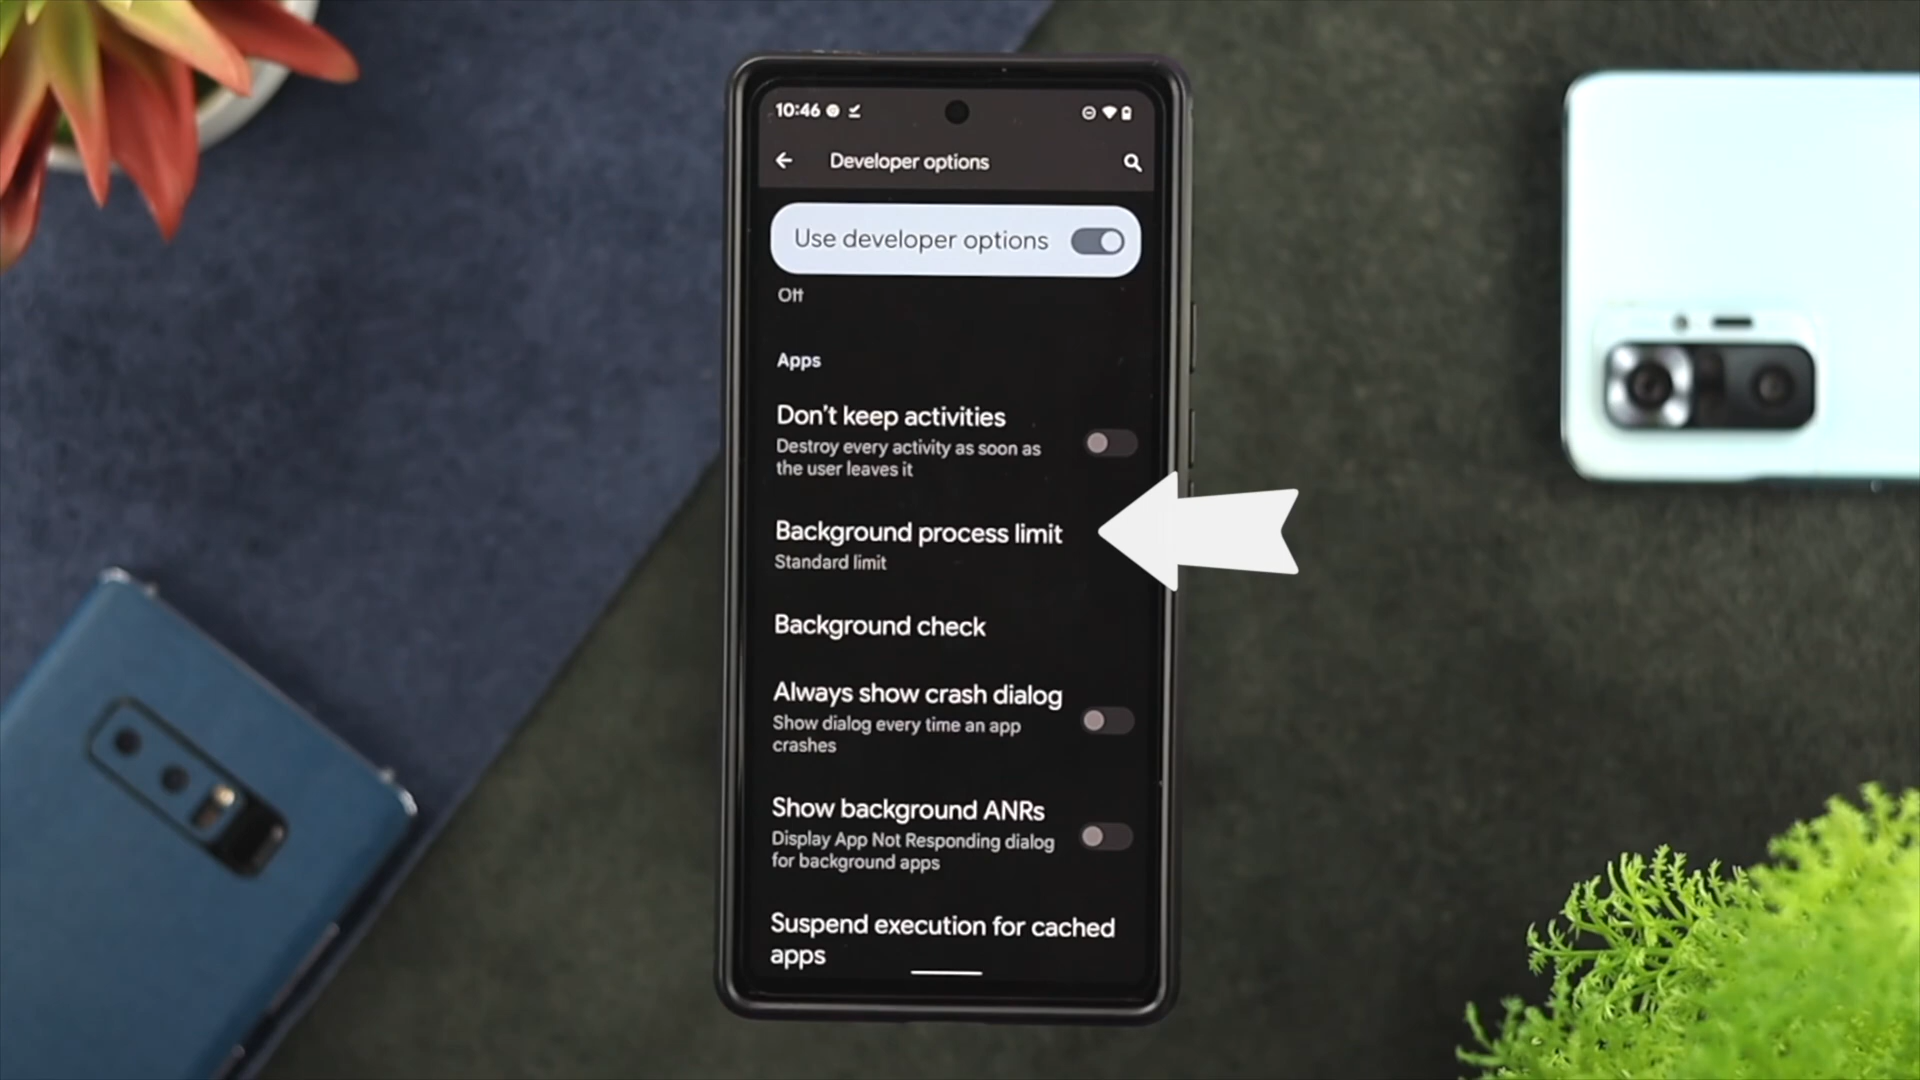 10:46
Developer options
Use developer options
Off
Apps
Don't keep activities
Destroy every activity as soon as
the user leaves it
Background process limit
Standard limit
Background check
Always show crash dialog
Show dialog every time an app
crashes
Show background ANRs
Display App Not Responding dialog
for background apps
Suspend execution for cached
apps